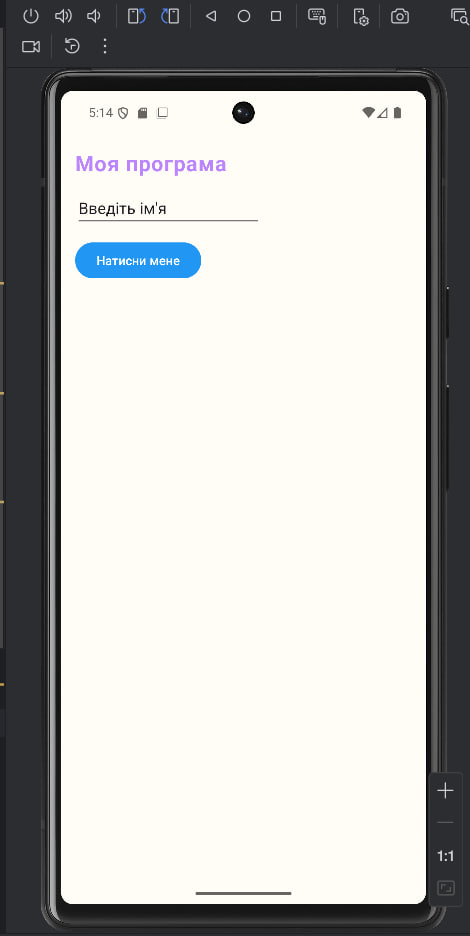 5:14
Моя програма
Введіть ім'я
Натисни мене
1:1